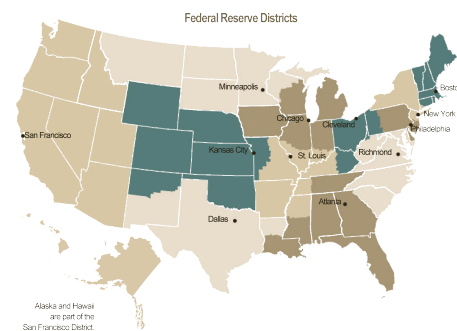 Federal Reserve Districts
Minneapolis
Bosto
Chicago
New York
Cleveland
Philadelphia
San Francisco
Kansas City
St. Louis
Richmond
Atlanta
Dallas
Alaska and Hawaii
are part of the
San Francisco District.